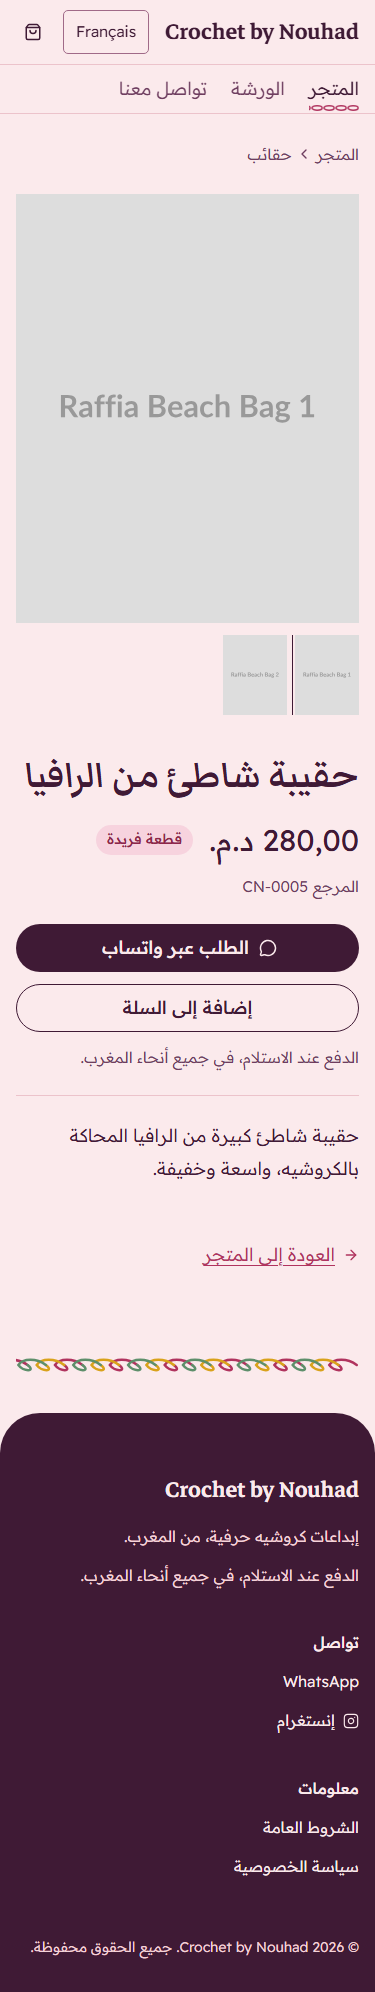 Crochet by Nouhad
Français
المتجر
الورشة
تواصل معنا
المتجر
حقائب
Raffia Beach Bag 1
Raffia Beach Bag 1
Raffia Beach Bag 2
حقيبة شاطئ من الرافيا
280,00 د.م.
قطعة فريدة
المرجع CN-0005
الطلب عبر واتساب
إضافة إلى السلة
الدفع عند الاستلام، في جميع أنحاء المغرب.
حقيبة شاطئ كبيرة من الرافيا المحاكة
بالكروشيه، واسعة وخفيفة.
العودة إلى المتجر
Crochet by Nouhad
إبداعات كروشيه حرفية، من المغرب.
الدفع عند الاستلام، في جميع أنحاء المغرب.
تواصل
WhatsApp
إنستغرام
معلومات
الشروط العامة
سياسة الخصوصية
© 2026 Crochet by Nouhad. جميع الحقوق محفوظة.